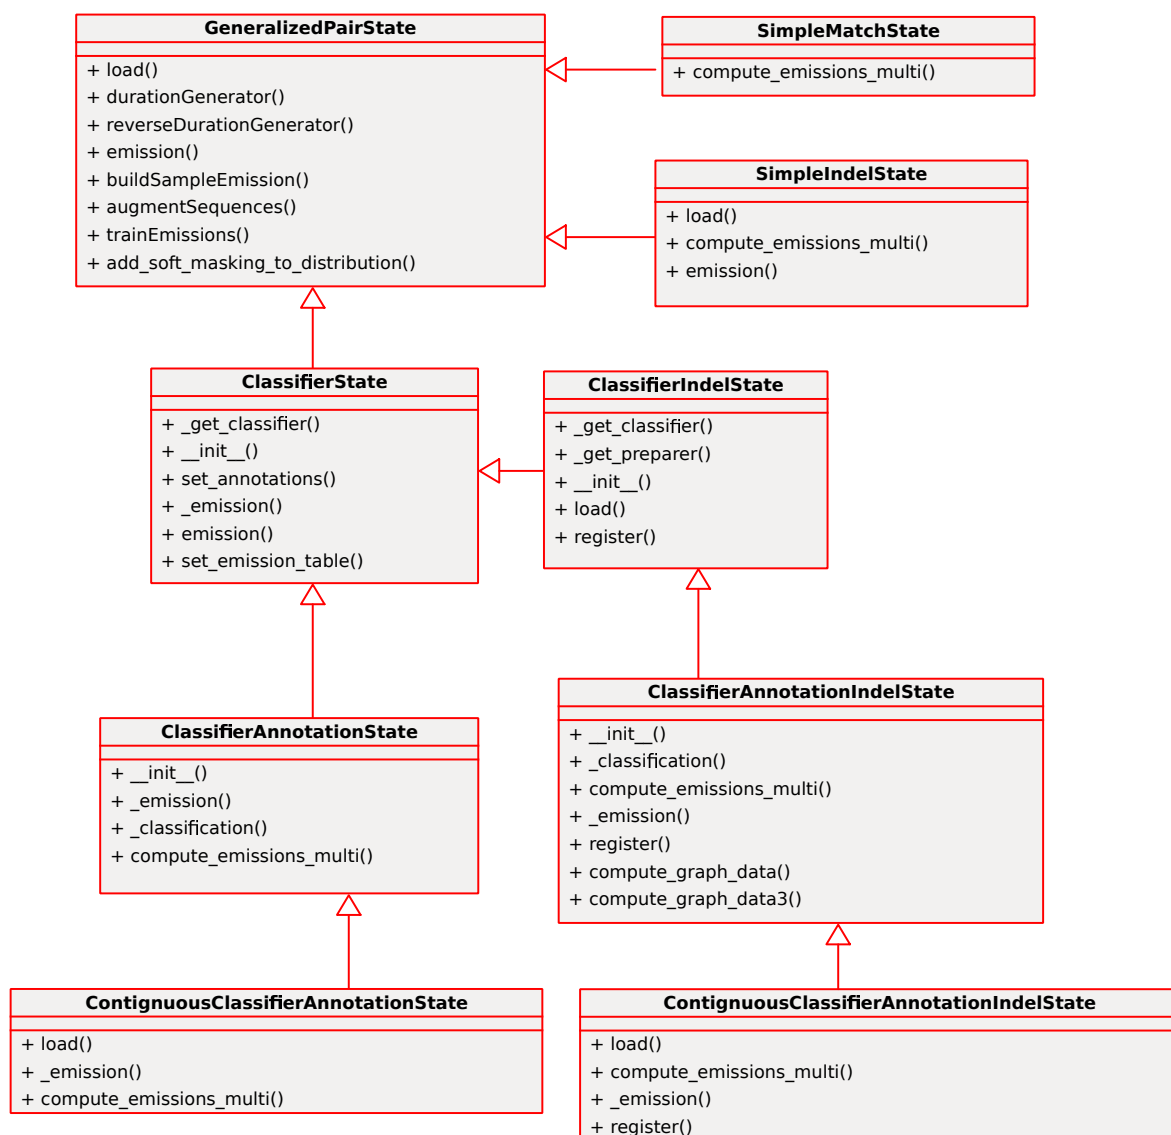 GeneralizedPairState
+ load()
+ durationGenerator()
+ reverseDurationGenerator()
+ emission()
+ buildSampleEmission()
+ augmentSequences()
+ trainEmissions()
+ add_soft_masking_to_distribution()
SimpleMatchState
+ compute_emissions_multi()
SimpleIndelState
+ load()
+ compute_emissions_multi()
+ emission()
ClassifierState
+ _get_classifier()
+ __init__()
+ set_annotations()
+ _emission()
+ emission()
+ set_emission_table()
ClassifierIndelState
+ _get_classifier()
+ _get_preparer()
+ __init__()
+ load()
+ register()
ClassifierAnnotationState
+ __init__()
+ _emission()
+ _classification()
+ compute_emissions_multi()
ClassifierAnnotationIndelState
+ __init__()
+ _classification()
+ compute_emissions_multi()
+ _emission()
+ register()
+ compute_graph_data()
+ compute_graph_data3()
ContignuousClassifierAnnotationState
+ load()
+ _emission()
+ compute_emissions_multi()
ContignuousClassifierAnnotationIndelState
+ load()
+ compute_emissions_multi()
+ _emission()
+ register()